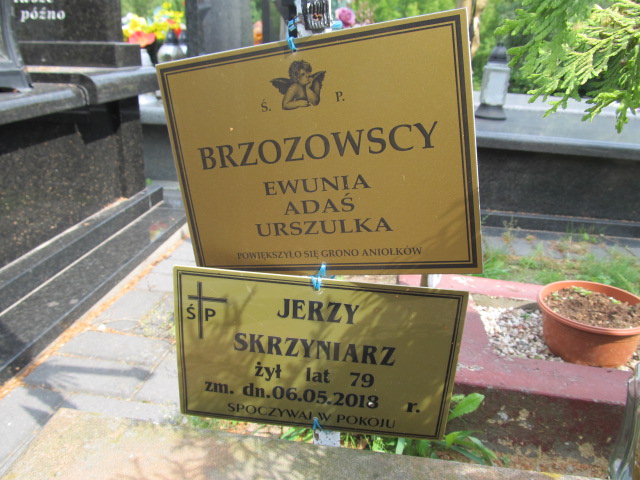 późno
Ś. P.
BRZOZOWSCY
EWUNIA
ADAŚ
URSZULKA
POWIĘKSZYŁO SIĘ GRONO ANIOŁKÓW
Ś P
JERZY
SKRZYNIARZ
żył lat 79
zm. dn.06.05.2018 r.
SPOCZYWAJ W POKOJU